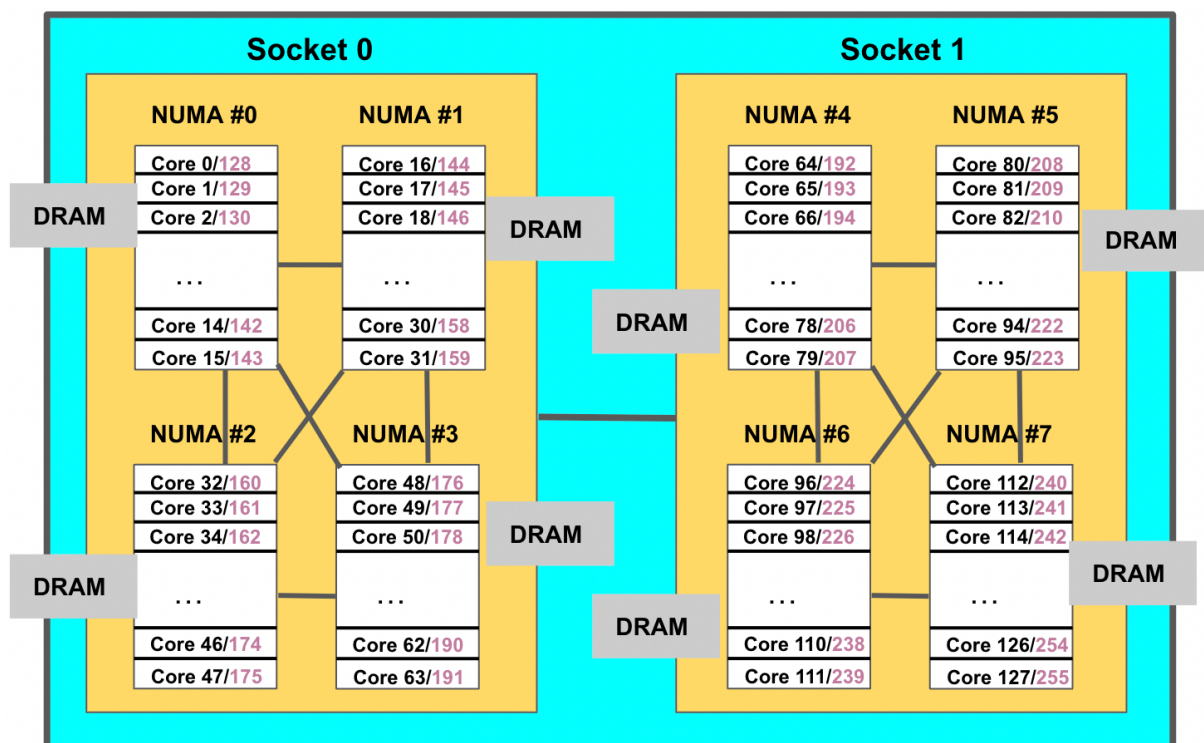 Socket 0
NUMA #0
Core 0/128
Core 1/129
Core 2/130
...
Core 14/142
Core 15/143
DRAM
NUMA #1
Core 16/144
Core 17/145
Core 18/146
...
Core 30/158
Core 31/159
DRAM
NUMA #2
Core 32/160
Core 33/161
Core 34/162
...
Core 46/174
Core 47/175
DRAM
NUMA #3
Core 48/176
Core 49/177
Core 50/178
...
Core 62/190
Core 63/191
DRAM
Socket 1
NUMA #4
Core 64/192
Core 65/193
Core 66/194
...
Core 78/206
Core 79/207
DRAM
NUMA #5
Core 80/208
Core 81/209
Core 82/210
...
Core 94/222
Core 95/223
DRAM
NUMA #6
Core 96/224
Core 97/225
Core 98/226
...
Core 110/238
Core 111/239
DRAM
NUMA #7
Core 112/240
Core 113/241
Core 114/242
...
Core 126/254
Core 127/255
DRAM